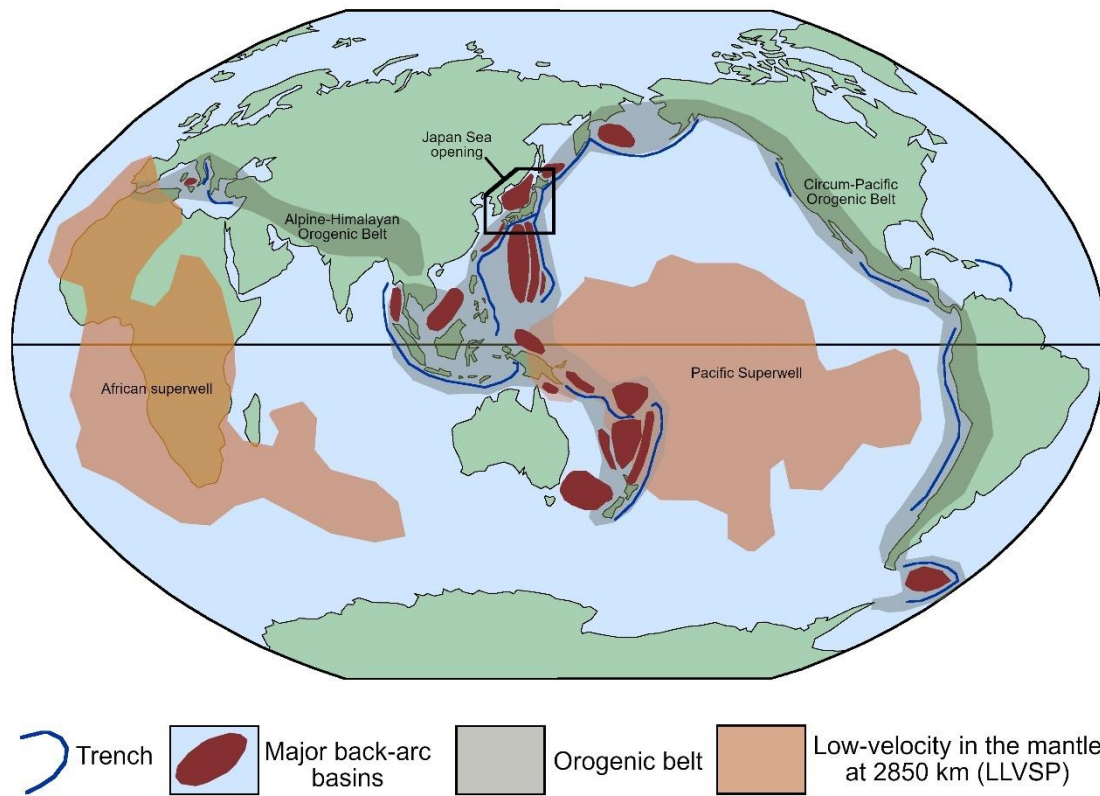 Japan Sea
opening
Circum-Pacific
Orogenic Belt
Alpine-Himalayan
Orogenic Belt
African superwell
Pacific Superwell
Trench
Major back-arc
basins
Orogenic belt
Low-velocity in the mantle
at 2850 km (LLVSP)